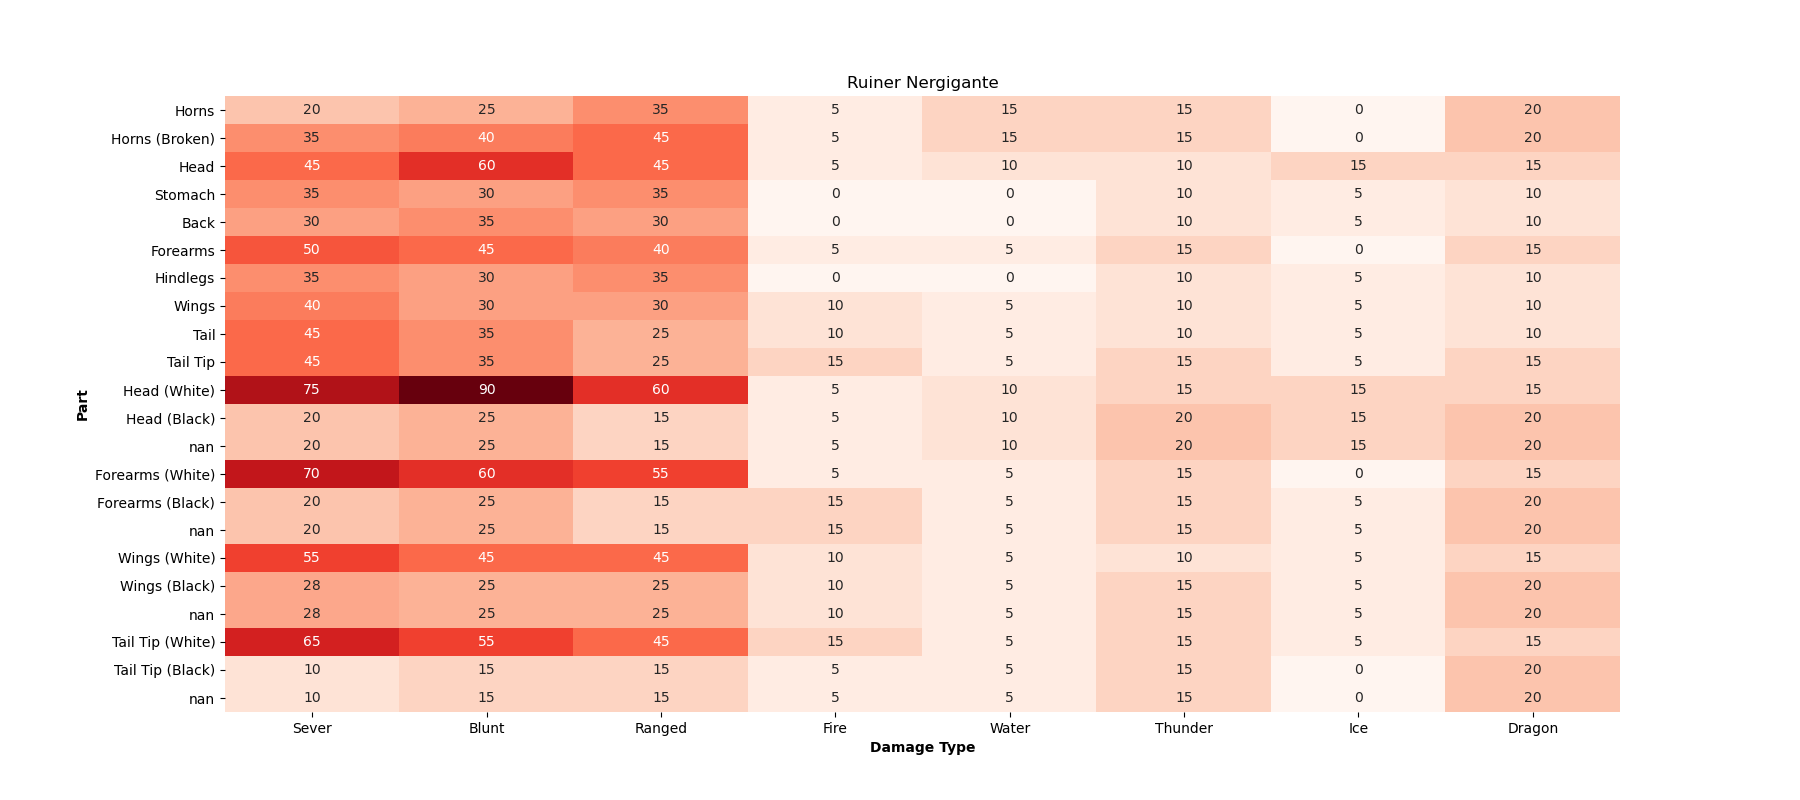 Ruiner Nergigante
Horns 20 25 35 5 15 15 0 20
Horns (Broken) 35 40 45 5 15 15 0 20
Head 45 60 45 5 10 10 15 15
Stomach 35 30 35 0 0 10 5 10
Back 30 35 30 0 0 10 5 10
Forearms 50 45 40 5 5 15 0 15
Hindlegs 35 30 35 0 0 10 5 10
Wings 40 30 30 10 5 10 5 10
Tail 45 35 25 10 5 10 5 10
Tail Tip 45 35 25 15 5 15 5 15
Head (White) 75 90 60 5 10 15 15 15
Head (Black) 20 25 15 5 10 20 15 20
nan 20 25 15 5 10 20 15 20
Forearms (White) 70 60 55 5 5 15 0 15
Forearms (Black) 20 25 15 15 5 15 5 20
nan 20 25 15 15 5 15 5 20
Wings (White) 55 45 45 10 5 10 5 15
Wings (Black) 28 25 25 10 5 15 5 20
nan 28 25 25 10 5 15 5 20
Tail Tip (White) 65 55 45 15 5 15 5 15
Tail Tip (Black) 10 15 15 5 5 15 0 20
nan 10 15 15 5 5 15 0 20
Part
Sever Blunt Ranged Fire Water Thunder Ice Dragon
Damage Type